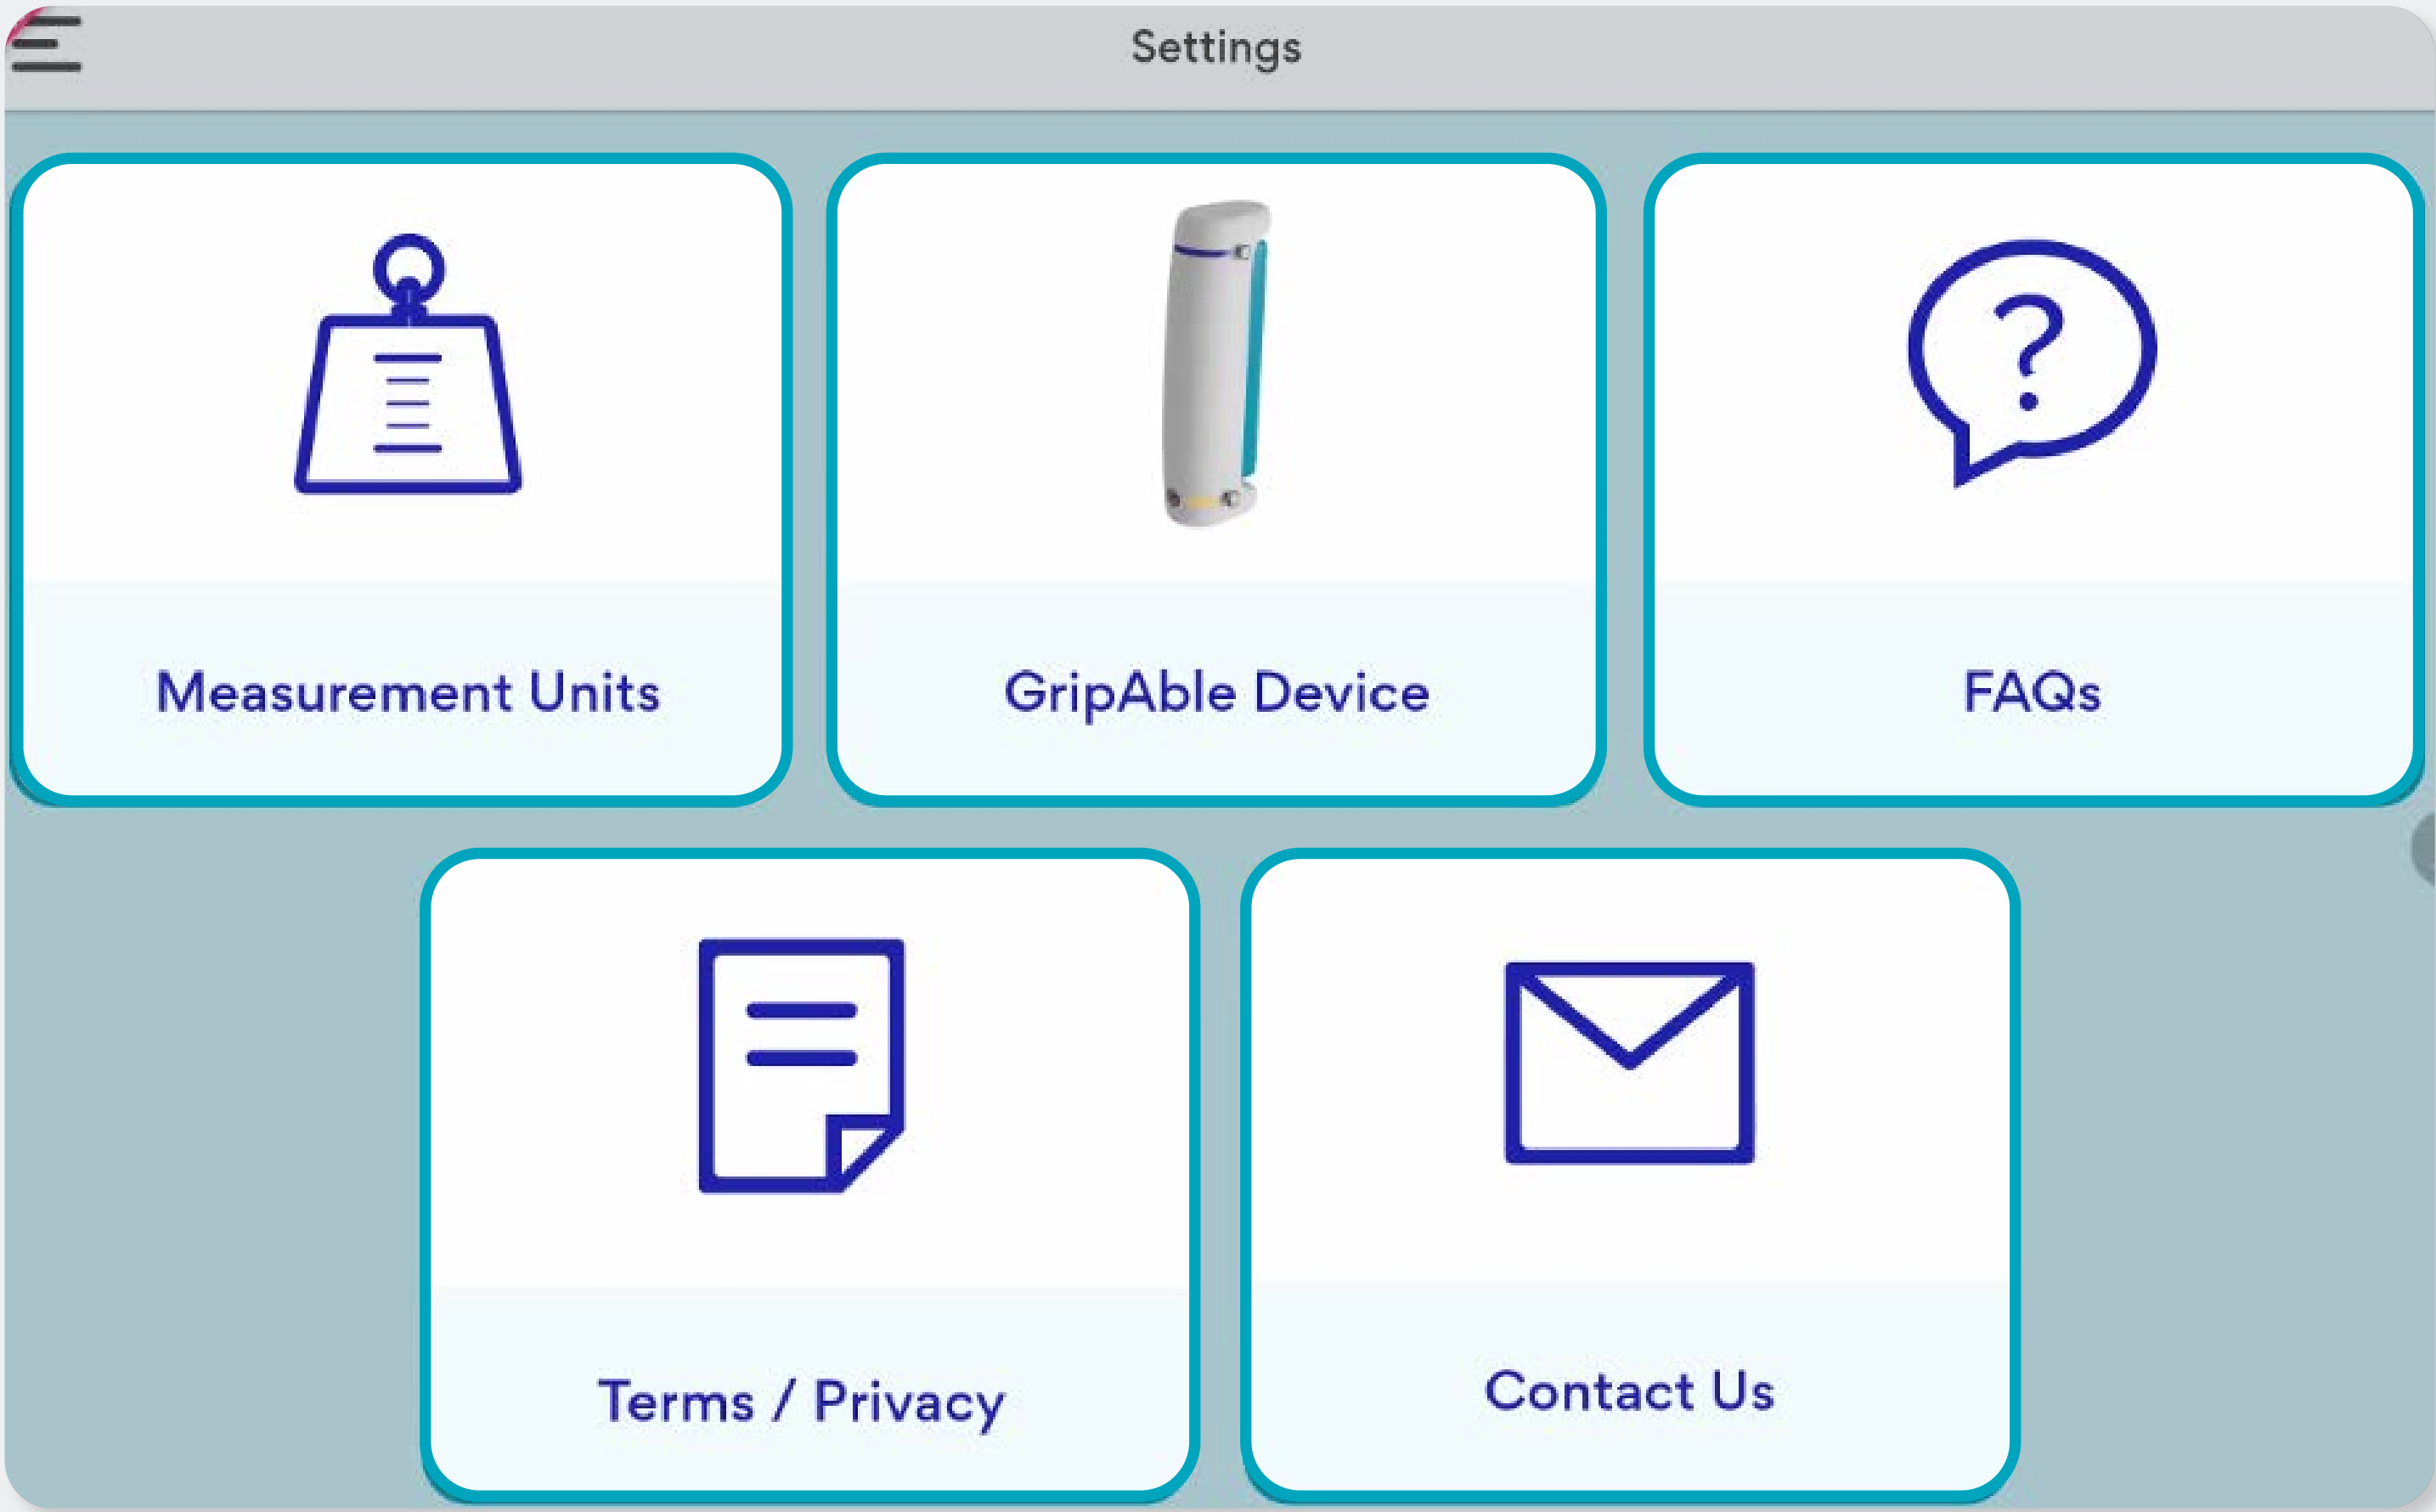 Settings
Measurement Units
GripAble Device
FAQs
Terms / Privacy
Contact Us